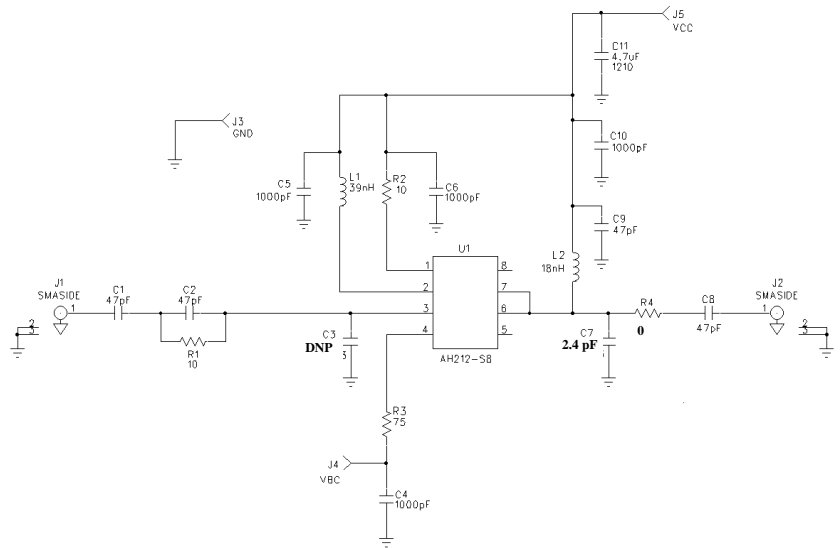 J5
VCC
C11
4.7uF
1210
J3
GND
C10
1000pF
C5
1000pF
L1
39nH
R2
10
C6
1000pF
C9
47pF
U1
L2
18nH
1
8
J1
SMASIDE
1
C1
47pF
C2
47pF
2
7
J2
SMASIDE
1
3
6
R4
0
C8
47pF
2
3
2
3
R1
10
C3
DNP
3
4
5
C7
2.4 pF
AH212-S8
R3
75
J4
VBC
C4
1000pF